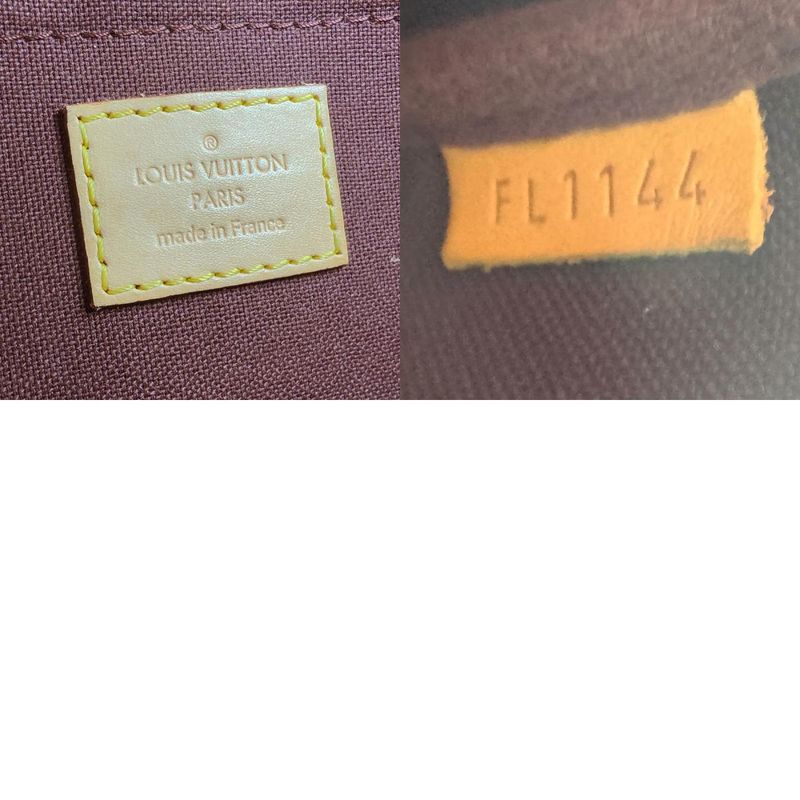 ®
LOUIS VUITTON
PARIS
made in France
FL1144